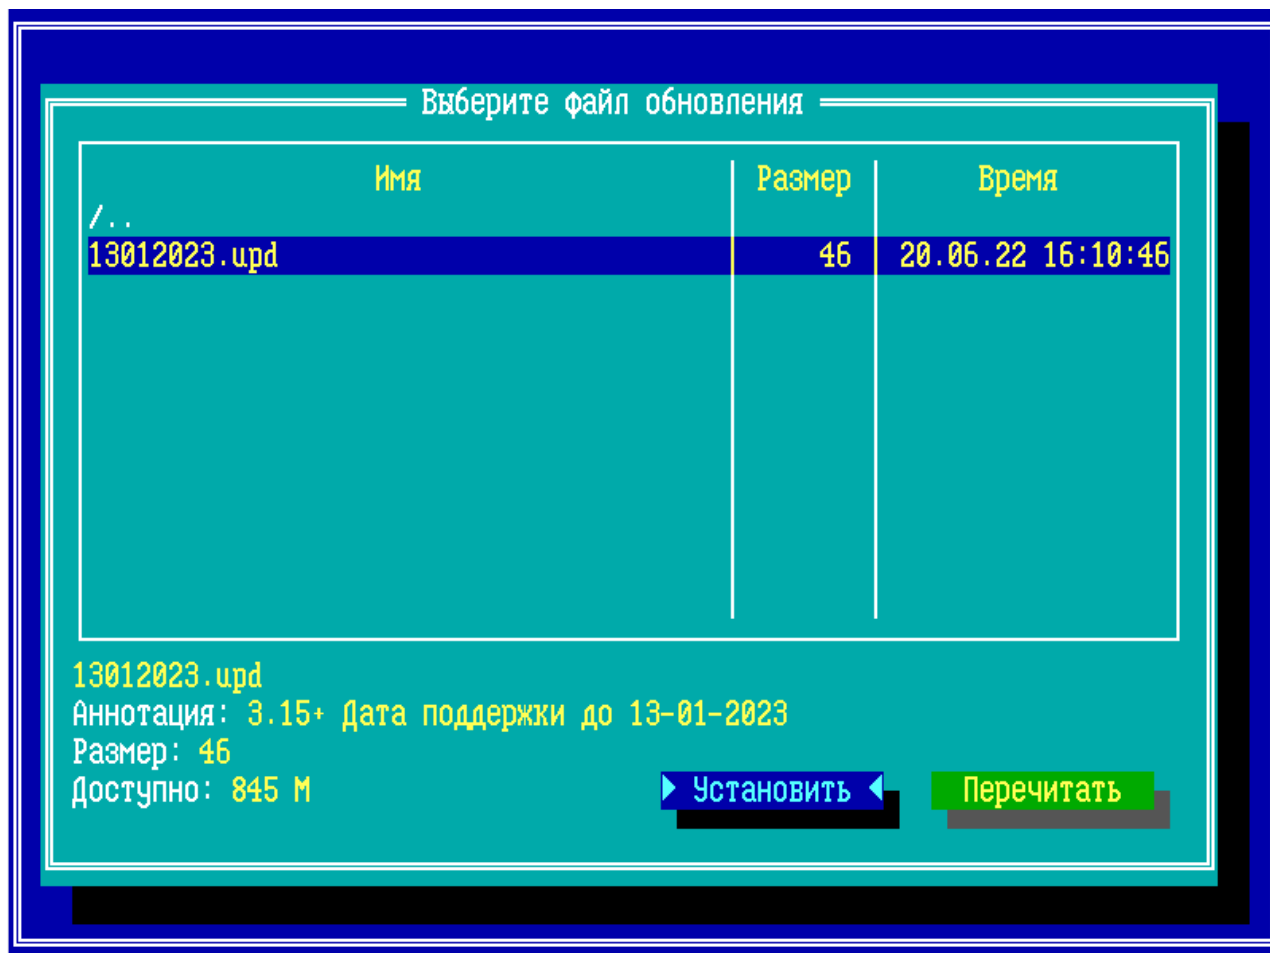 Выберите файл обновления
Имя Размер Время
/..
13012023.upd 46 20.06.22 16:10:46
13012023.upd
Аннотация: 3.15+ Дата поддержки до 13-01-2023
Размер: 46
Доступно: 845 М
Установить Перечитать